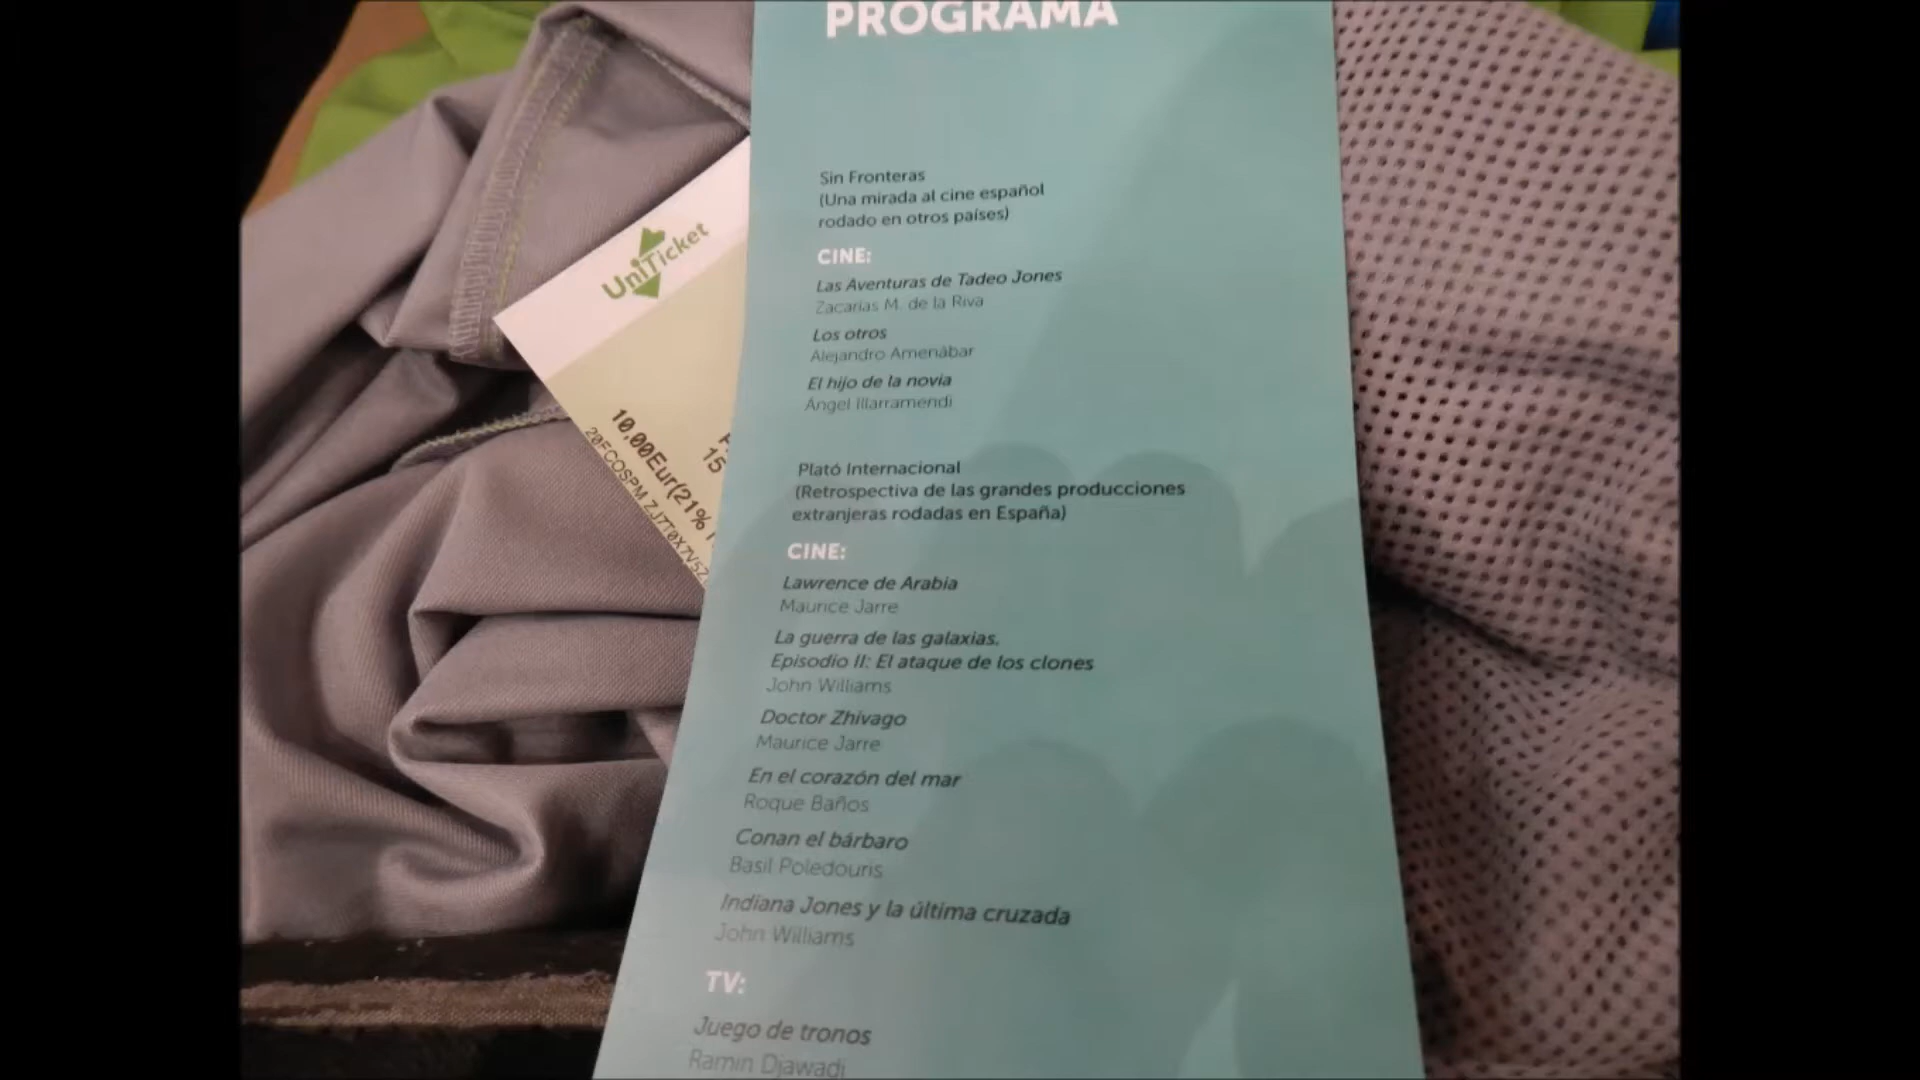 PROGRAMA
Sin Fronteras
(Una mirada al cine español
rodado en otros países)
CINE:
Las Aventuras de Tadeo Jones
Zacarías M. de la Riva
Los otros
Alejandro Amenábar
El hijo de la novia
Ángel Illarramendi
Plató Internacional
(Retrospectiva de las grandes producciones
extranjeras rodadas en España)
CINE:
Lawrence de Arabia
Maurice Jarre
La guerra de las galaxias.
Episodio II: El ataque de los clones
John Williams
Doctor Zhivago
Maurice Jarre
En el corazón del mar
Roque Baños
Conan el bárbaro
Basil Poledouris
Indiana Jones y la última cruzada
John Williams
TV:
Juego de tronos
Ramin Djawadi
UniTicket
15
10,00Eur(21%